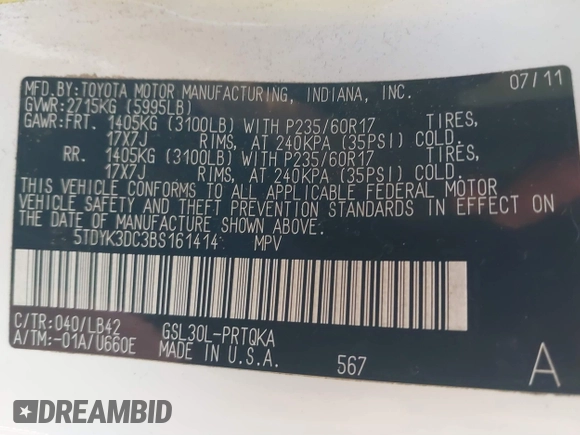 MFD.BY:TOYOTA MOTOR MANUFACTURING, INDIANA, INC. 07/11
GVWR:2715KG (5995LB)
GAWR:FRT. 1405KG (3100LB) WITH P235/60R17 TIRES,
17X7J RIMS, AT 240KPA (35PSI) COLD.
RR. 1405KG (3100LB) WITH P235/60R17 TIRES,
17X7J RIMS, AT 240KPA (35PSI) COLD.
THIS VEHICLE CONFORMS TO ALL APPLICABLE FEDERAL MOTOR
VEHICLE SAFETY AND THEFT PREVENTION STANDARDS IN EFFECT ON
THE DATE OF MANUFACTURE SHOWN ABOVE.
5TDYK3DC3BS161414 MPV
C/TR:040/LB42 GSL30L-PRTQKA
A/TM:-01A/U660E MADE IN U.S.A. 567 A
DREAMBID